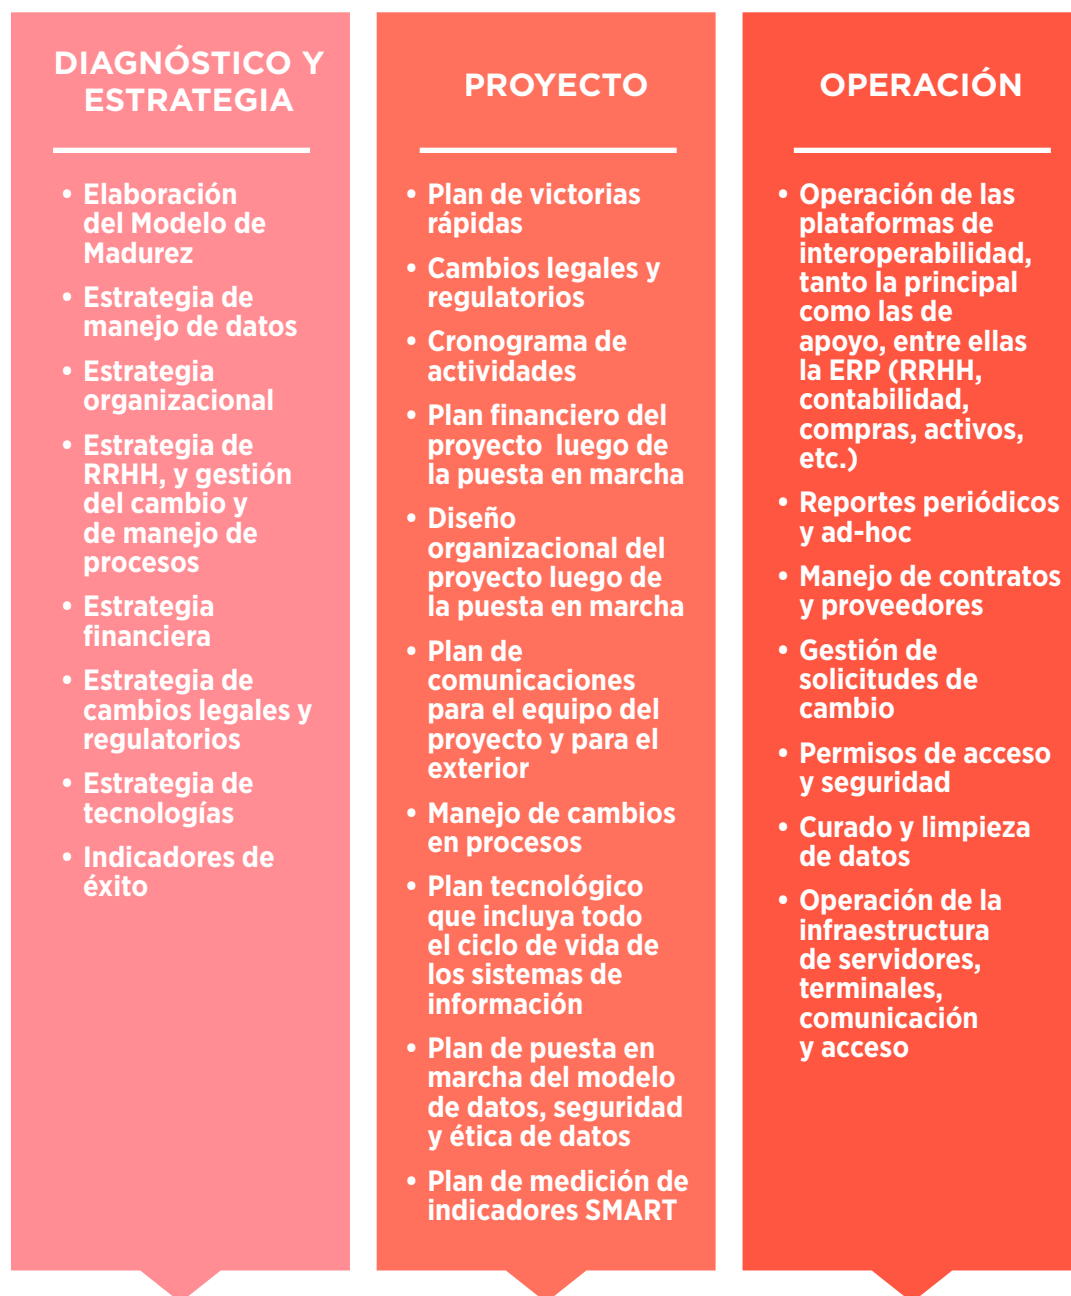 DIAGNÓSTICO Y
ESTRATEGIA
• Elaboración
del Modelo de
Madurez
• Estrategia de
manejo de datos
• Estrategia
organizacional
• Estrategia de
RRHH, y gestión
del cambio y
de manejo de
procesos
• Estrategia
financiera
• Estrategia de
cambios legales y
regulatorios
• Estrategia de
tecnologías
• Indicadores de
éxito
PROYECTO
• Plan de victorias
rápidas
• Cambios legales y
regulatorios
• Cronograma de
actividades
• Plan financiero del
proyecto luego de
la puesta en marcha
• Diseño
organizacional del
proyecto luego de
la puesta en marcha
• Plan de
comunicaciones
para el equipo del
proyecto y para el
exterior
• Manejo de cambios
en procesos
• Plan tecnológico
que incluya todo
el ciclo de vida de
los sistemas de
información
• Plan de puesta en
marcha del modelo
de datos, seguridad
y ética de datos
• Plan de medición de
indicadores SMART
OPERACIÓN
• Operación de las
plataformas de
interoperabilidad,
tanto la principal
como las de
apoyo, entre ellas
la ERP (RRHH,
contabilidad,
compras, activos,
etc.)
• Reportes periódicos
y ad-hoc
• Manejo de contratos
y proveedores
• Gestión de
solicitudes de
cambio
• Permisos de acceso
y seguridad
• Curado y limpieza
de datos
• Operación de la
infraestructura
de servidores,
terminales,
comunicación
y acceso